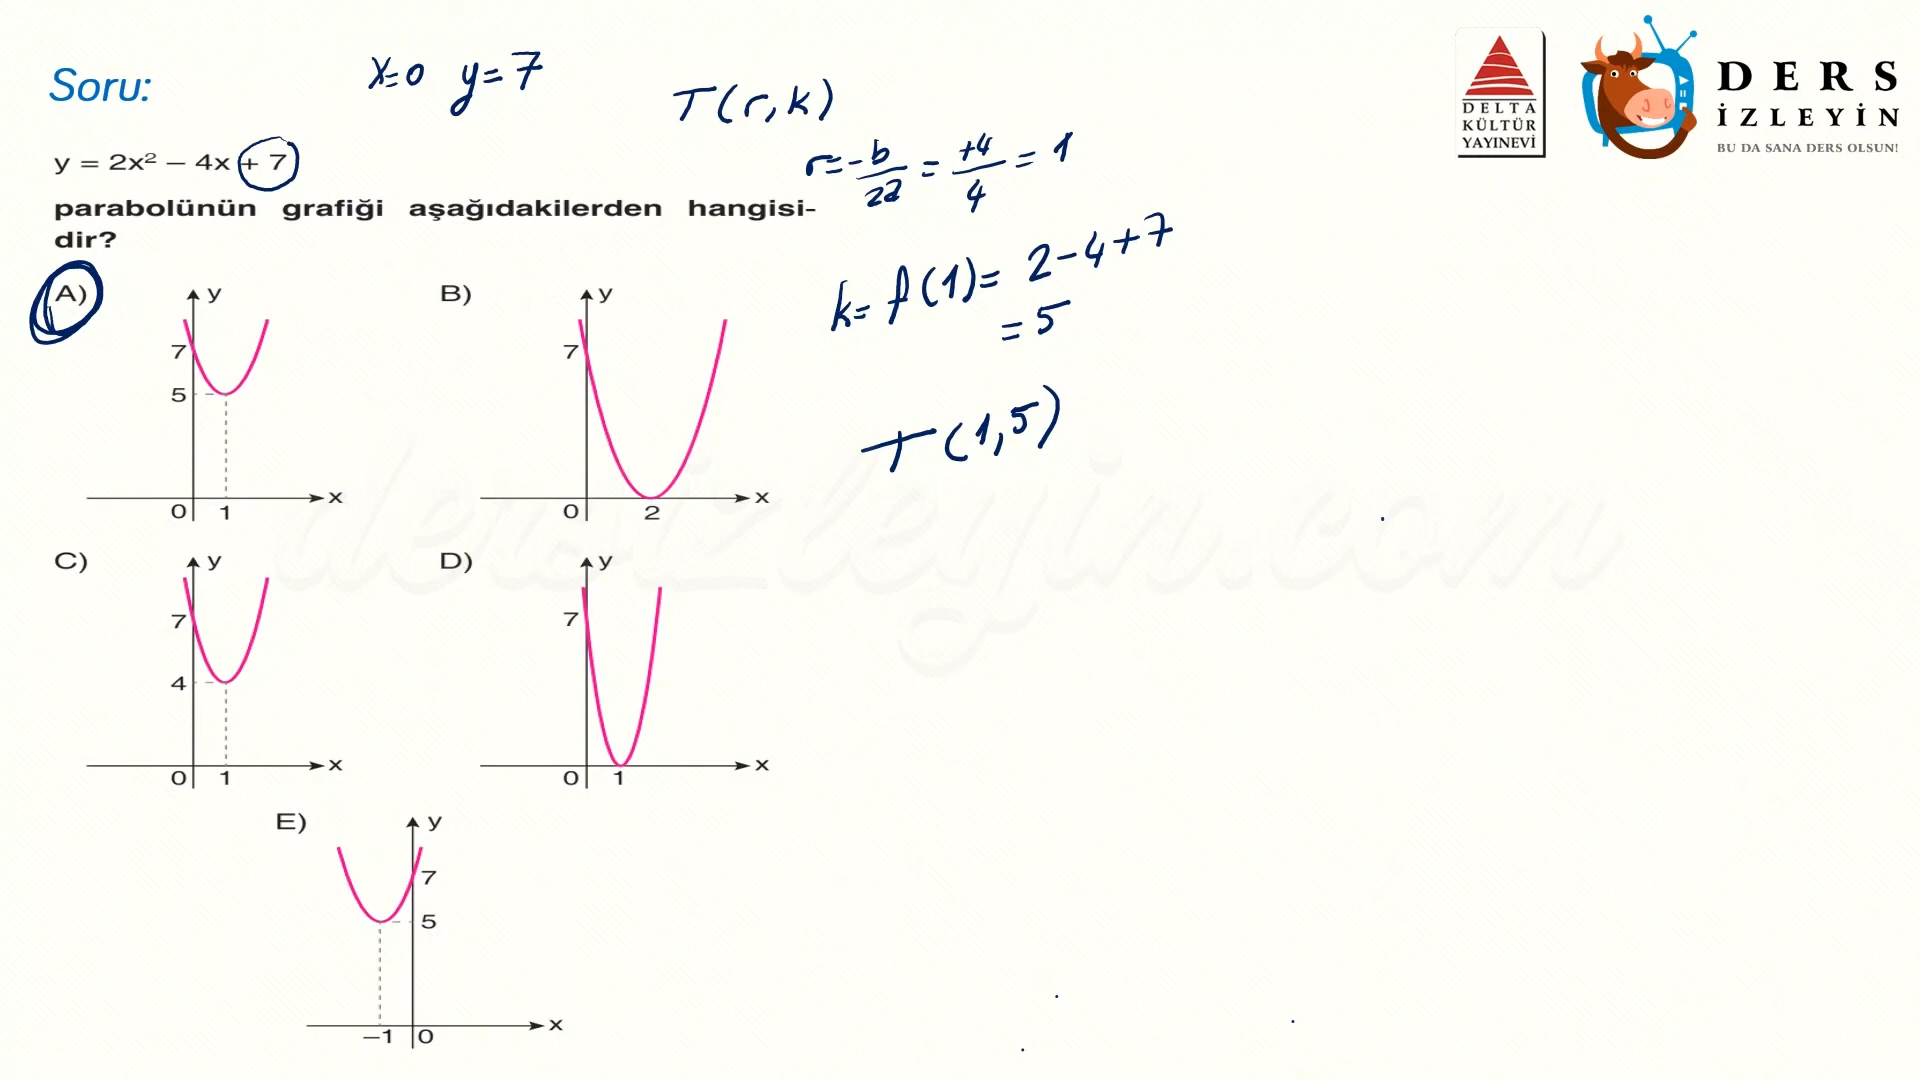 Soru:
x=0 y=7
T(r,k)
y = 2x² − 4x + 7
r = -b/2a = +4/4 = 1
parabolünün grafiği aşağıdakilerden hangisi-
dir?
k = f(1) = 2-4+7
= 5
T(1,5)
A)
y
7
5
0 1
x
B)
y
7
0 2
x
C)
y
7
4
0 1
x
D)
y
7
0 1
x
E)
y
7
5
−1 0
x
DELTA
KÜLTÜR
YAYINEVİ
DERS
İZLEYİN
BU DA SANA DERS OLSUN!
dersizleyin.com